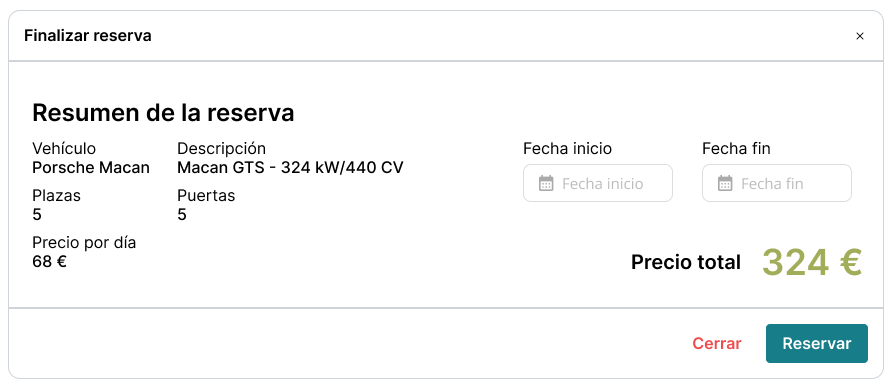 Finalizar reserva ×
Resumen de la reserva
Vehículo Descripción Fecha inicio Fecha fin
Porsche Macan Macan GTS - 324 kW/440 CV
Fecha inicio Fecha fin
Plazas Puertas
5 5
Precio por día
68 €
Precio total 324 €
Cerrar Reservar